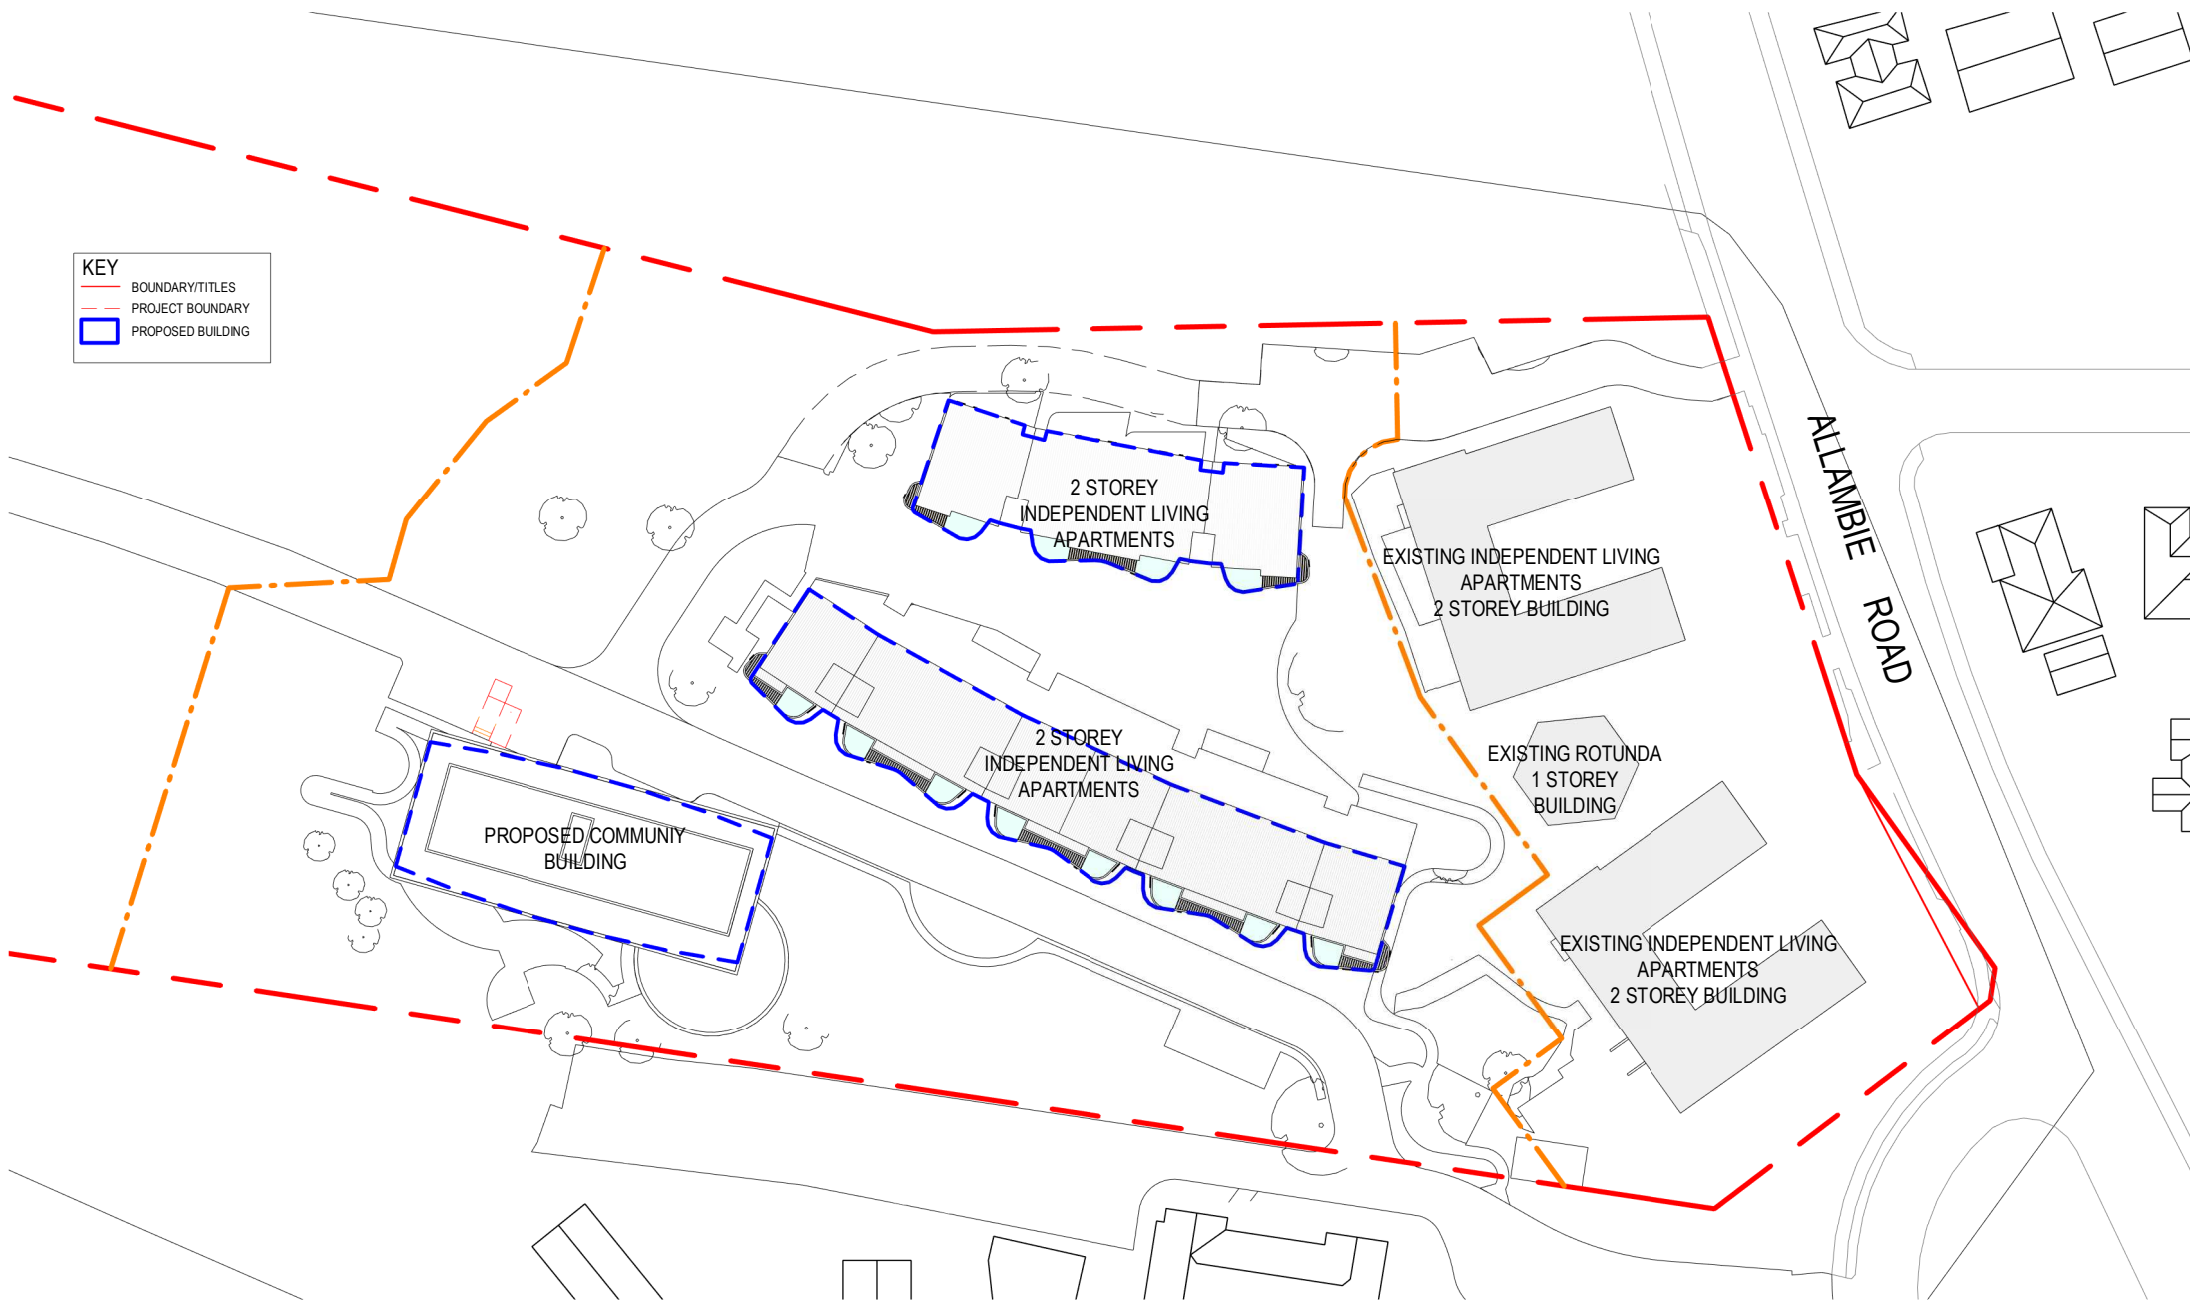 KEY
BOUNDARY/TITLES
PROJECT BOUNDARY
PROPOSED BUILDING
2 STOREY
INDEPENDENT LIVING
APARTMENTS
EXISTING INDEPENDENT LIVING
APARTMENTS
2 STOREY BUILDING
ALLAMBIE ROAD
2 STOREY
INDEPENDENT LIVING
APARTMENTS
EXISTING ROTUNDA
1 STOREY
BUILDING
PROPOSED COMMUNIY
BUILDING
EXISTING INDEPENDENT LIVING
APARTMENTS
2 STOREY BUILDING